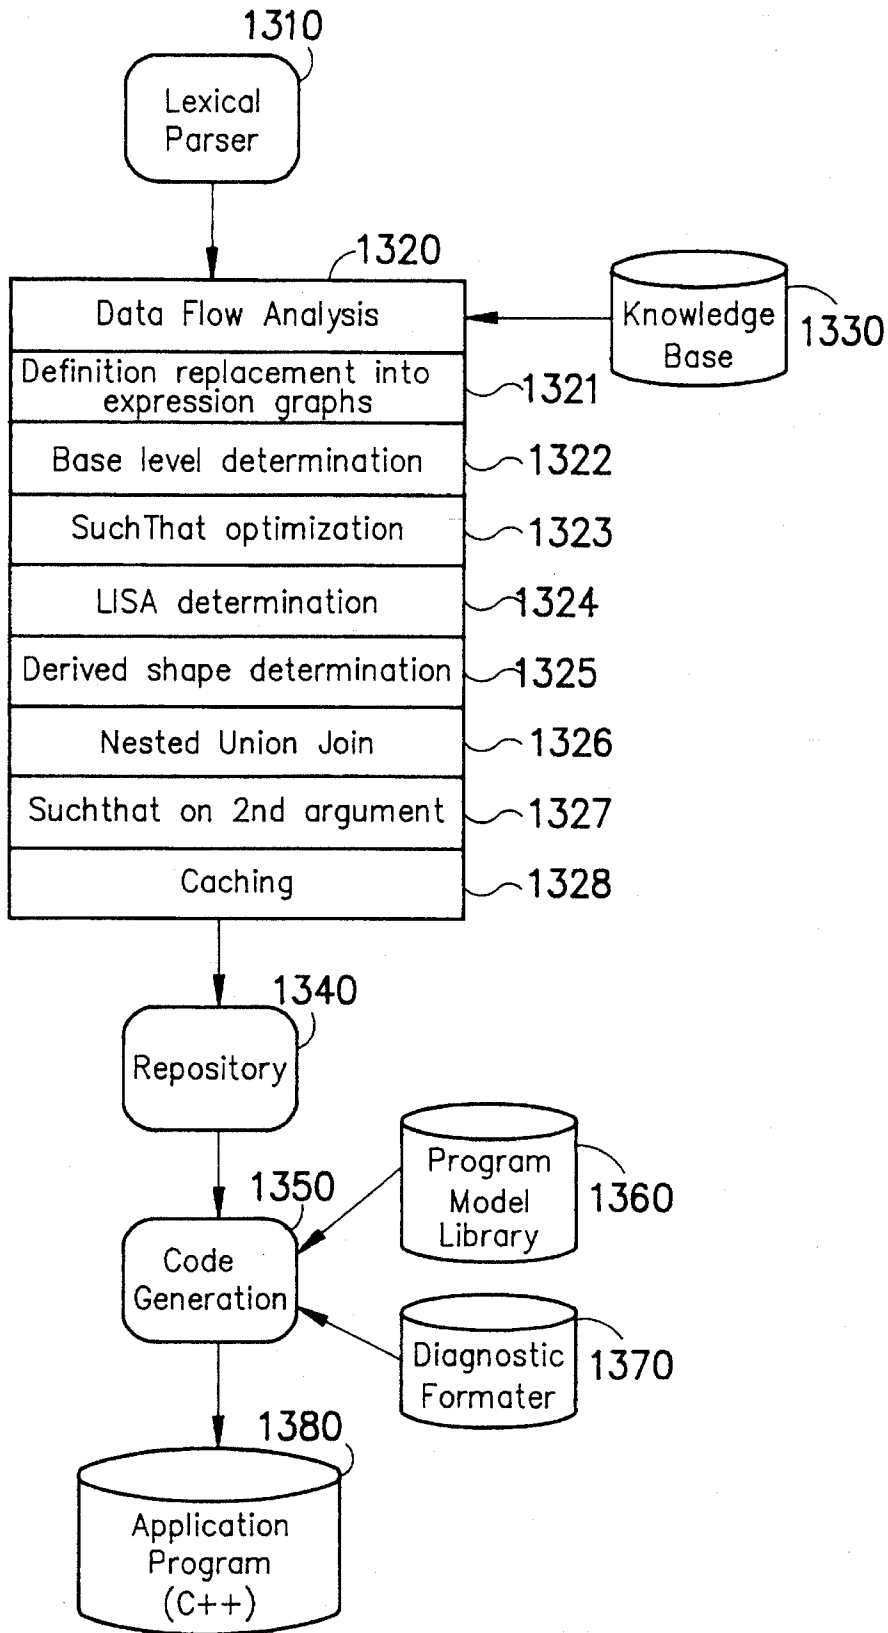 1310
Lexical
Parser
1320
Data Flow Analysis
Knowledge
Base
1330
Definition replacement into
expression graphs
1321
Base level determination
1322
SuchThat optimization
1323
LISA determination
1324
Derived shape determination
1325
Nested Union Join
1326
Suchthat on 2nd argument
1327
Caching
1328
1340
Repository
1350
Code
Generation
Program
Model
Library
1360
Diagnostic
Formater
1370
1380
Application
Program
(C++)